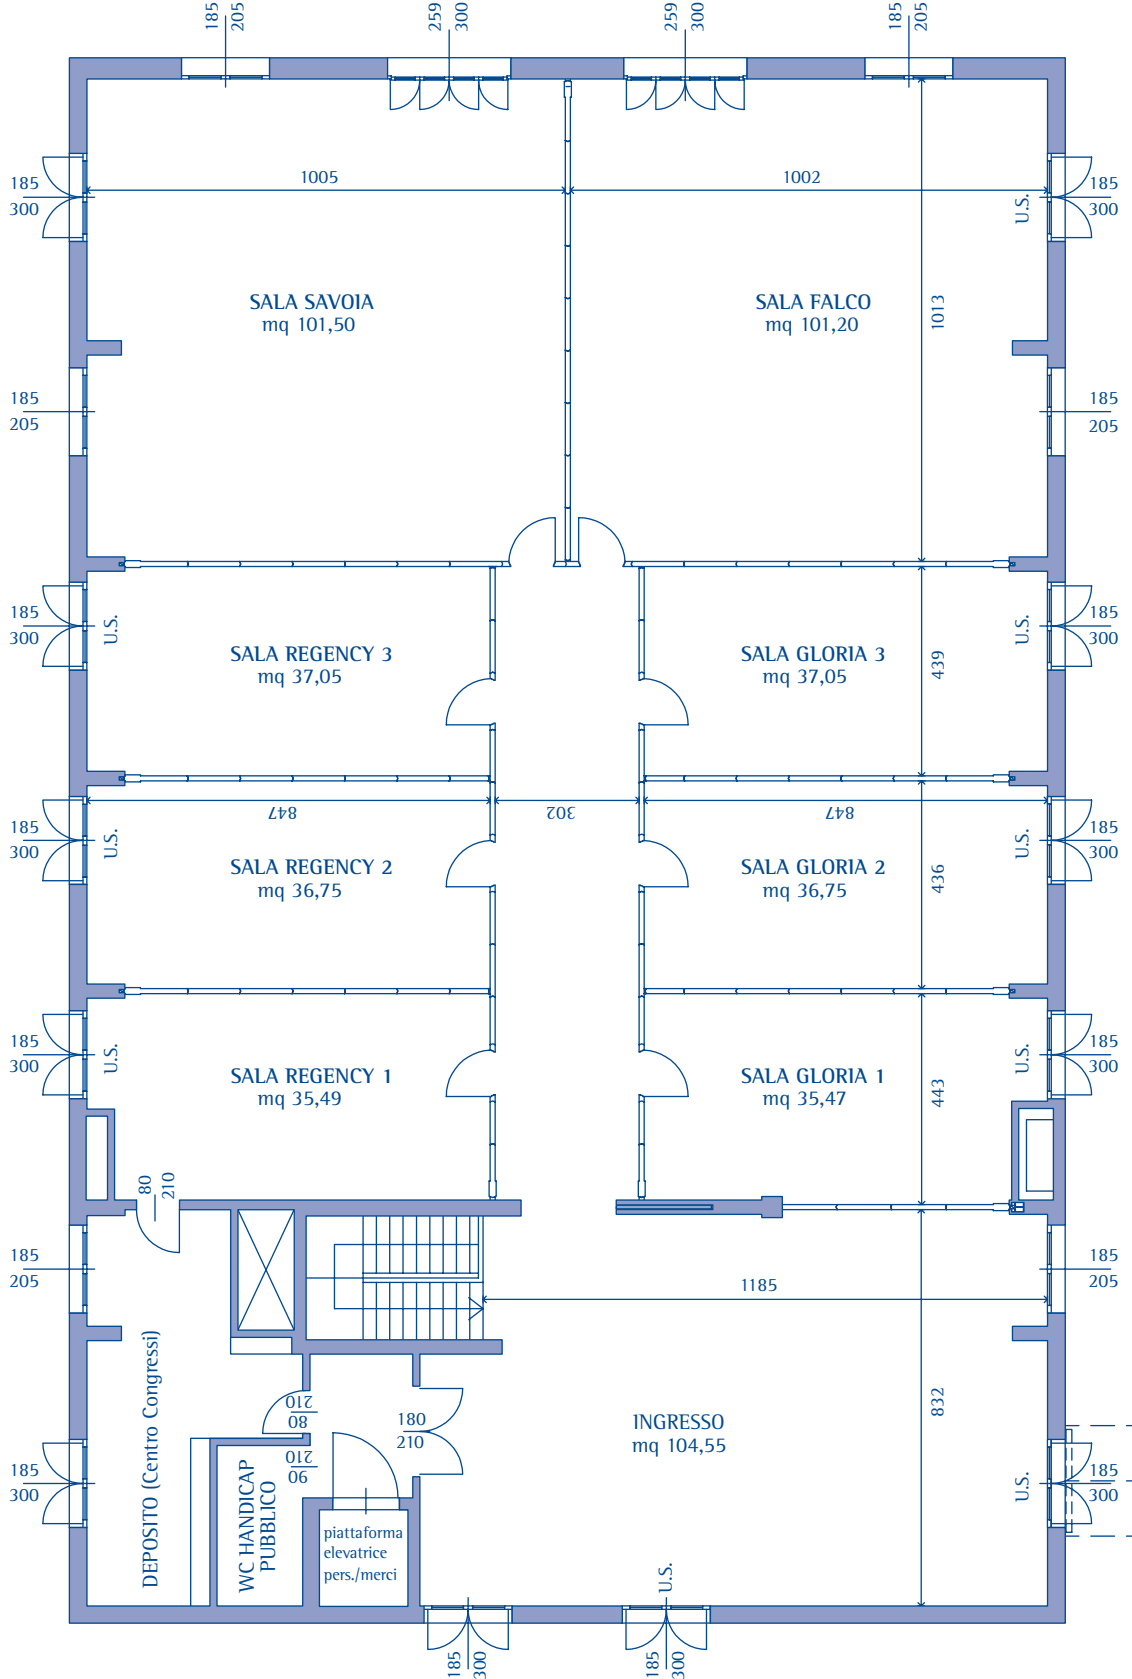 185
205
259
300
259
300
185
205
185
300
1005
1002
U.S.
185
300
SALA SAVOIA
mq 101,50
SALA FALCO
mq 101,20
1013
185
205
185
205
185
300
U.S.
SALA REGENCY 3
mq 37,05
SALA GLORIA 3
mq 37,05
439
U.S.
185
300
847
302
847
185
300
U.S.
SALA REGENCY 2
mq 36,75
SALA GLORIA 2
mq 36,75
436
U.S.
185
300
185
300
U.S.
SALA REGENCY 1
mq 35,49
SALA GLORIA 1
mq 35,47
443
U.S.
185
300
80
210
185
205
1185
185
205
DEPOSITO (Centro Congressi)
80
210
180
210
90
210
INGRESSO
mq 104,55
832
185
300
WC HANDICAP
PUBBLICO
piattaforma
elevatrice
pers./merci
U.S.
185
300
U.S.
185
300
185
300